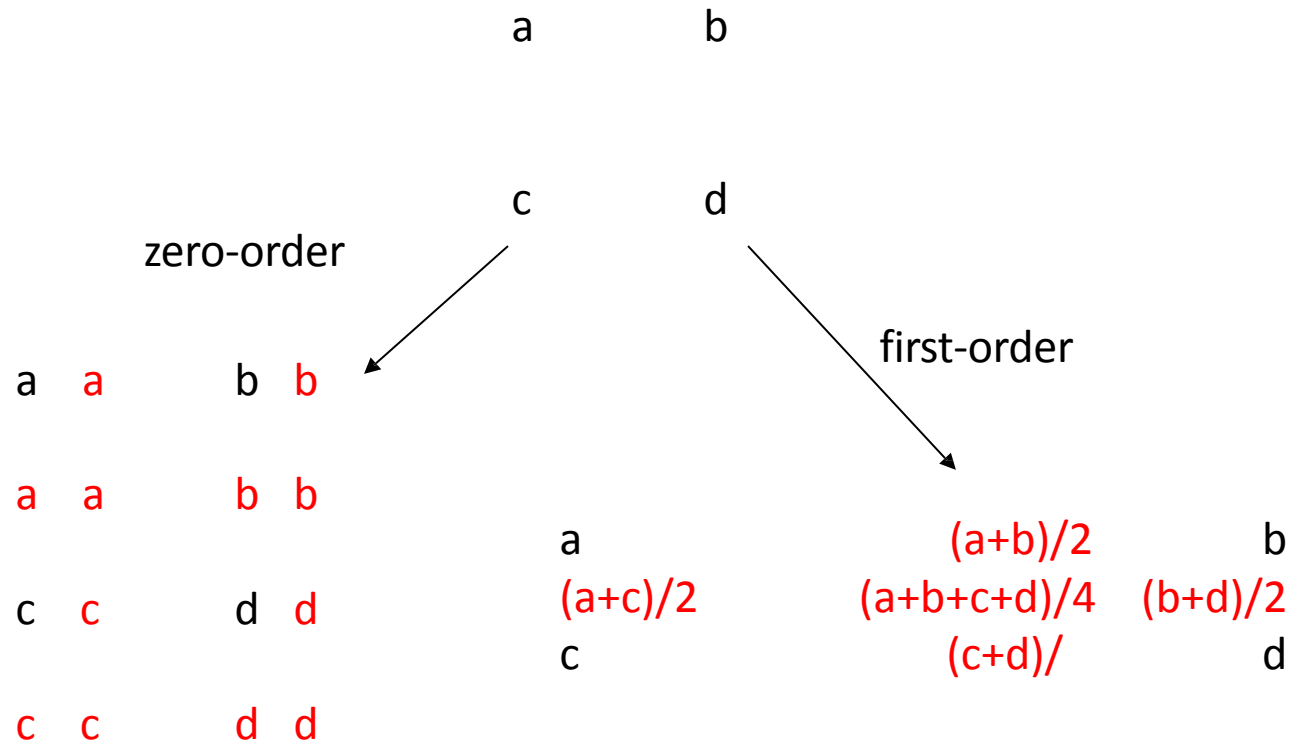 a b
c d
zero-order
first-order
a a b b
a a b b
c c d d
c c d d
a (a+b)/2 b
(a+c)/2 (a+b+c+d)/4 (b+d)/2
c (c+d)/ d